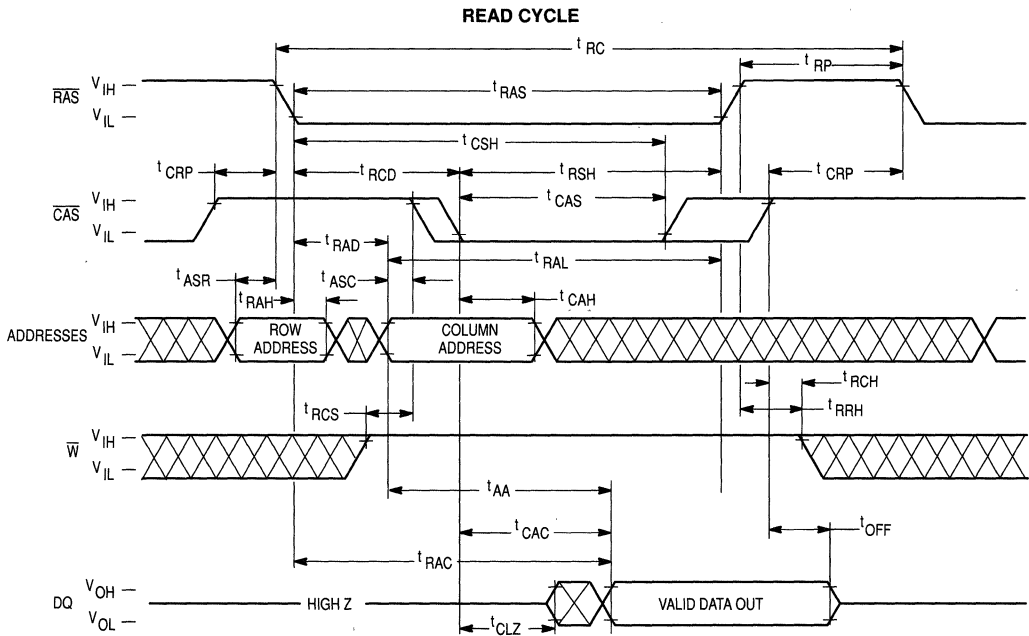 READ CYCLE
t RC
t RP
RAS
V IH
V IL
t RAS
t CSH
t CRP
t RCD
t RSH
t CRP
CAS
V IH
V IL
t CAS
t RAD
t RAL
t ASR
t ASC
t RAH
t CAH
ADDRESSES
V IH
V IL
ROW ADDRESS
COLUMN ADDRESS
t RCH
t RCS
t RRH
W
V IH
V IL
t AA
t CAC
t OFF
t RAC
DQ
V OH
V OL
HIGH Z
VALID DATA OUT
t CLZ